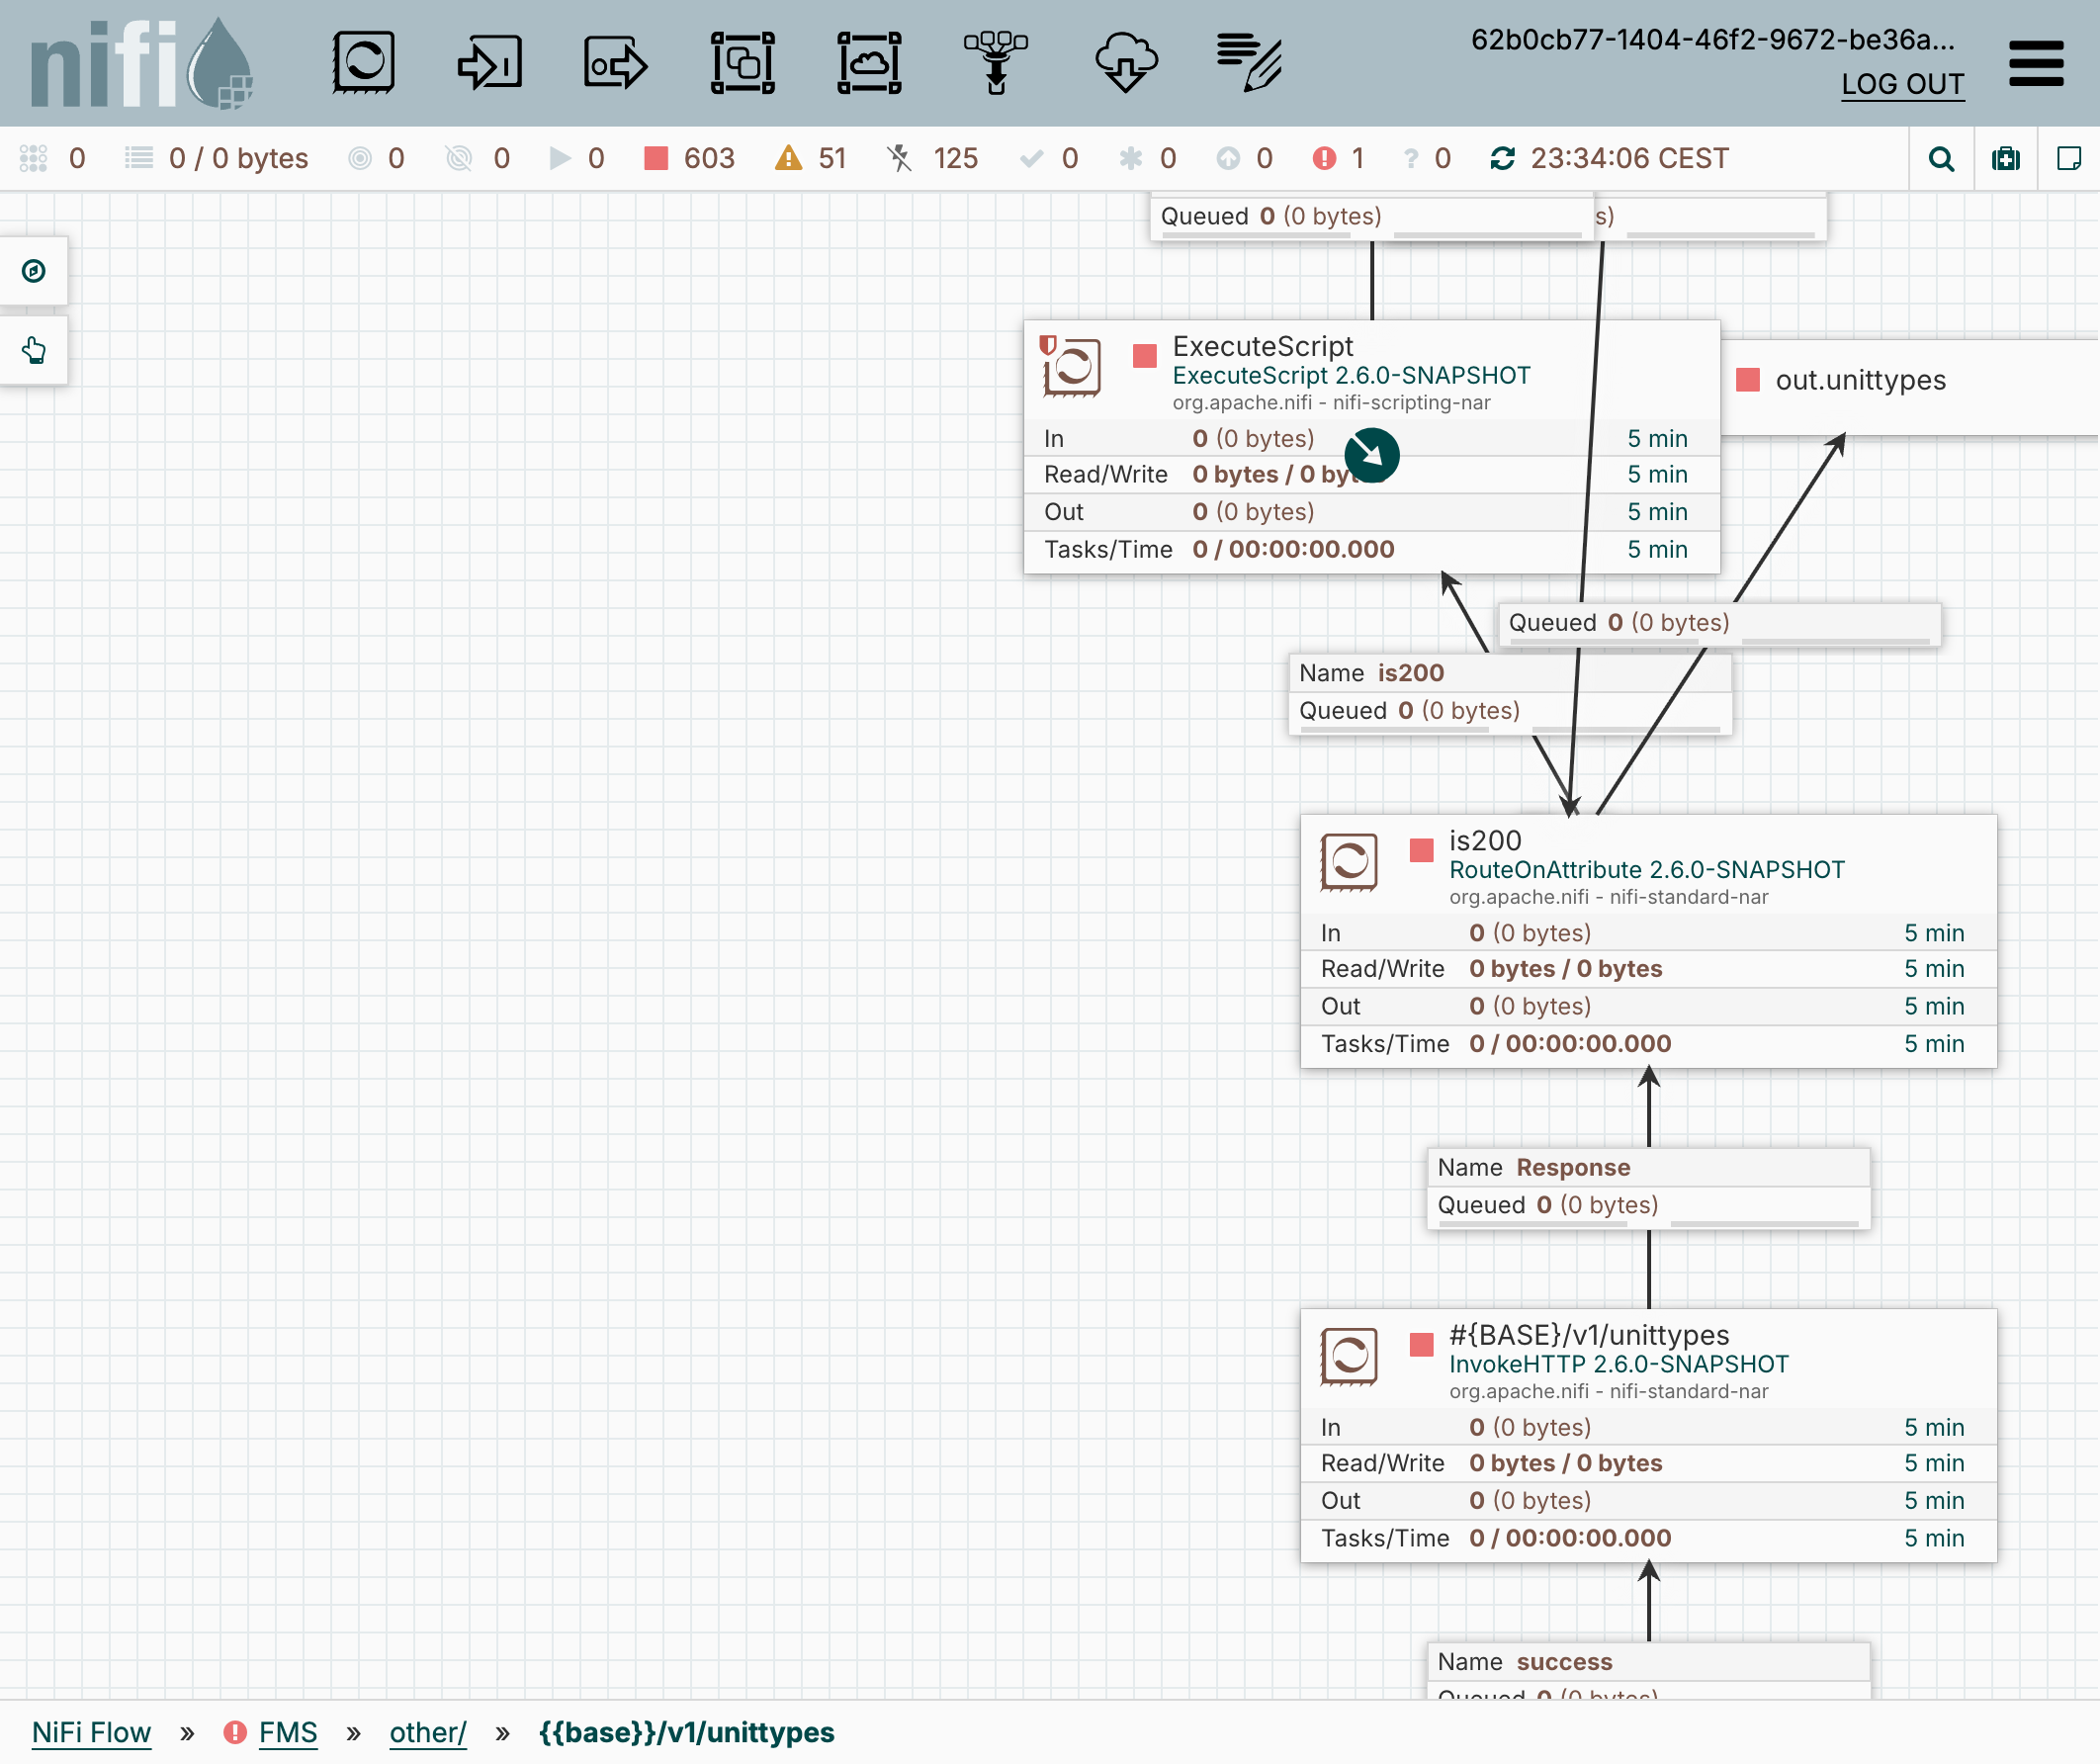 nifi
62b0cb77-1404-46f2-9672-be36a...
LOG OUT
0 0 / 0 bytes 0 0 0 603 51 125 0 0 0 1 0 23:34:06 CEST
Queued 0 (0 bytes) s)
ExecuteScript
ExecuteScript 2.6.0-SNAPSHOT
org.apache.nifi - nifi-scripting-nar
In 0 (0 bytes) 5 min
Read/Write 0 bytes / 0 byt 5 min
Out 0 (0 bytes) 5 min
Tasks/Time 0 / 00:00:00.000 5 min
out.unittypes
Queued 0 (0 bytes)
Name is200
Queued 0 (0 bytes)
is200
RouteOnAttribute 2.6.0-SNAPSHOT
org.apache.nifi - nifi-standard-nar
In 0 (0 bytes) 5 min
Read/Write 0 bytes / 0 bytes 5 min
Out 0 (0 bytes) 5 min
Tasks/Time 0 / 00:00:00.000 5 min
Name Response
Queued 0 (0 bytes)
#{BASE}/v1/unittypes
InvokeHTTP 2.6.0-SNAPSHOT
org.apache.nifi - nifi-standard-nar
In 0 (0 bytes) 5 min
Read/Write 0 bytes / 0 bytes 5 min
Out 0 (0 bytes) 5 min
Tasks/Time 0 / 00:00:00.000 5 min
Name success
Queued 0 (0 bytes)
NiFi Flow » FMS » other/ » {{base}}/v1/unittypes